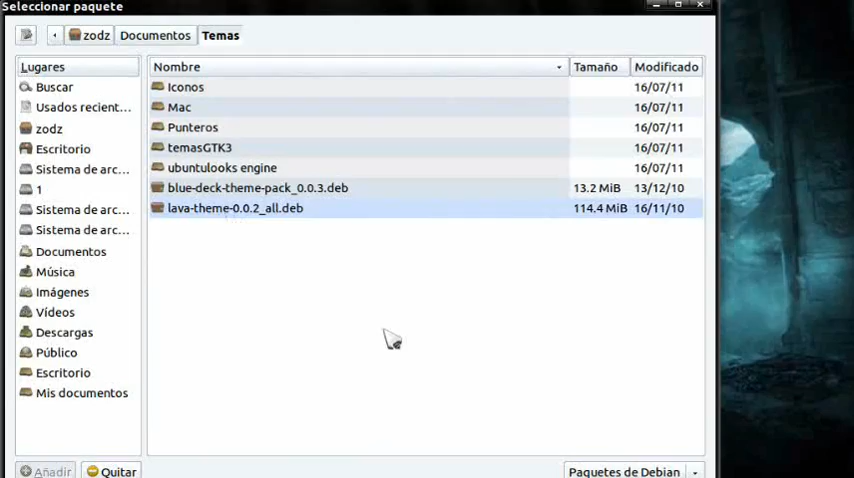 Seleccionar paquete
zodz Documentos Temas
Lugares
Nombre Tamaño Modificado
Buscar
Iconos 16/07/11
Usados recient...
Mac 16/07/11
zodz
Punteros 16/07/11
Escritorio
temasGTK3 16/07/11
Sistema de arc...
ubuntulooks engine 16/07/11
1
blue-deck-theme-pack_0.0.3.deb 13.2 MiB 13/12/10
Sistema de arc...
lava-theme-0.0.2_all.deb 114.4 MiB 16/11/10
Sistema de arc...
Documentos
Música
Imágenes
Vídeos
Descargas
Público
Escritorio
Mis documentos
Añadir Quitar Paquetes de Debian